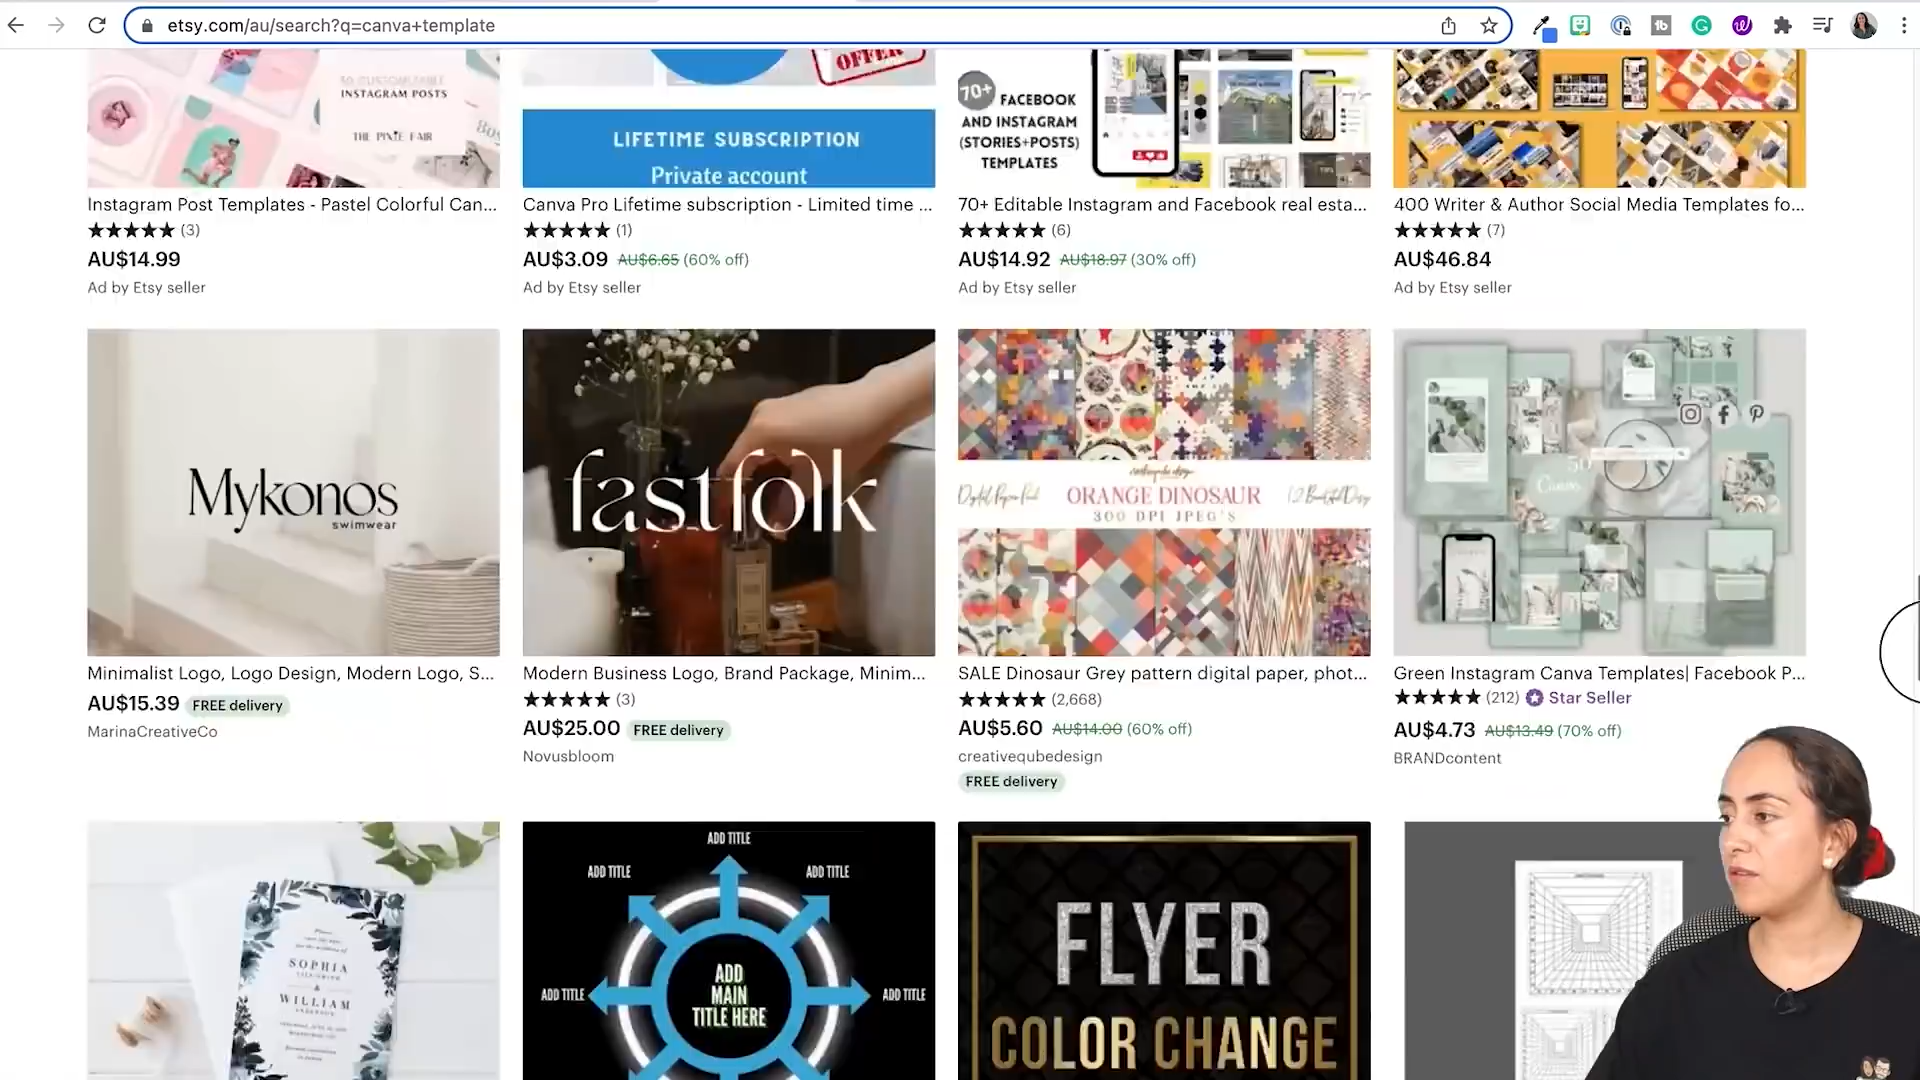 etsy.com/au/search?q=canva+template
OFFER
50 CUSTOMIZABLE
INSTAGRAM POSTS
THE PIXIE FAIR
LIFETIME SUBSCRIPTION
Private account
70+
FACEBOOK
AND INSTAGRAM
(STORIES+POSTS)
TEMPLATES
Instagram Post Templates - Pastel Colorful Can...
(3)
AU$14.99
Ad by Etsy seller
Canva Pro Lifetime subscription - Limited time ...
(1)
AU$3.09 AU$6.65 (60% off)
Ad by Etsy seller
70+ Editable Instagram and Facebook real esta...
(6)
AU$14.92 AU$18.97 (30% off)
Ad by Etsy seller
400 Writer & Author Social Media Templates fo...
(7)
AU$46.84
Ad by Etsy seller
Mykonos
swimwear
fastfolk
Digital Paper Pack
ORANGE DINOSAUR
300 DPI JPEG'S
Canva
Minimalist Logo, Logo Design, Modern Logo, S...
AU$15.39 FREE delivery
MarinaCreativeCo
Modern Business Logo, Brand Package, Minim...
(3)
AU$25.00 FREE delivery
Novusbloom
SALE Dinosaur Grey pattern digital paper, phot...
(2,668)
AU$5.60 AU$14.00 (60% off)
creativequbedesign
FREE delivery
Green Instagram Canva Templates| Facebook P...
(212) Star Seller
AU$4.73 AU$13.49 (70% off)
BRANDcontent
SOPHIA
&
WILLIAM
ADD TITLE
ADD TITLE
ADD TITLE
ADD TITLE
ADD
MAIN
TITLE HERE
ADD TITLE
FLYER
COLOR CHANGE